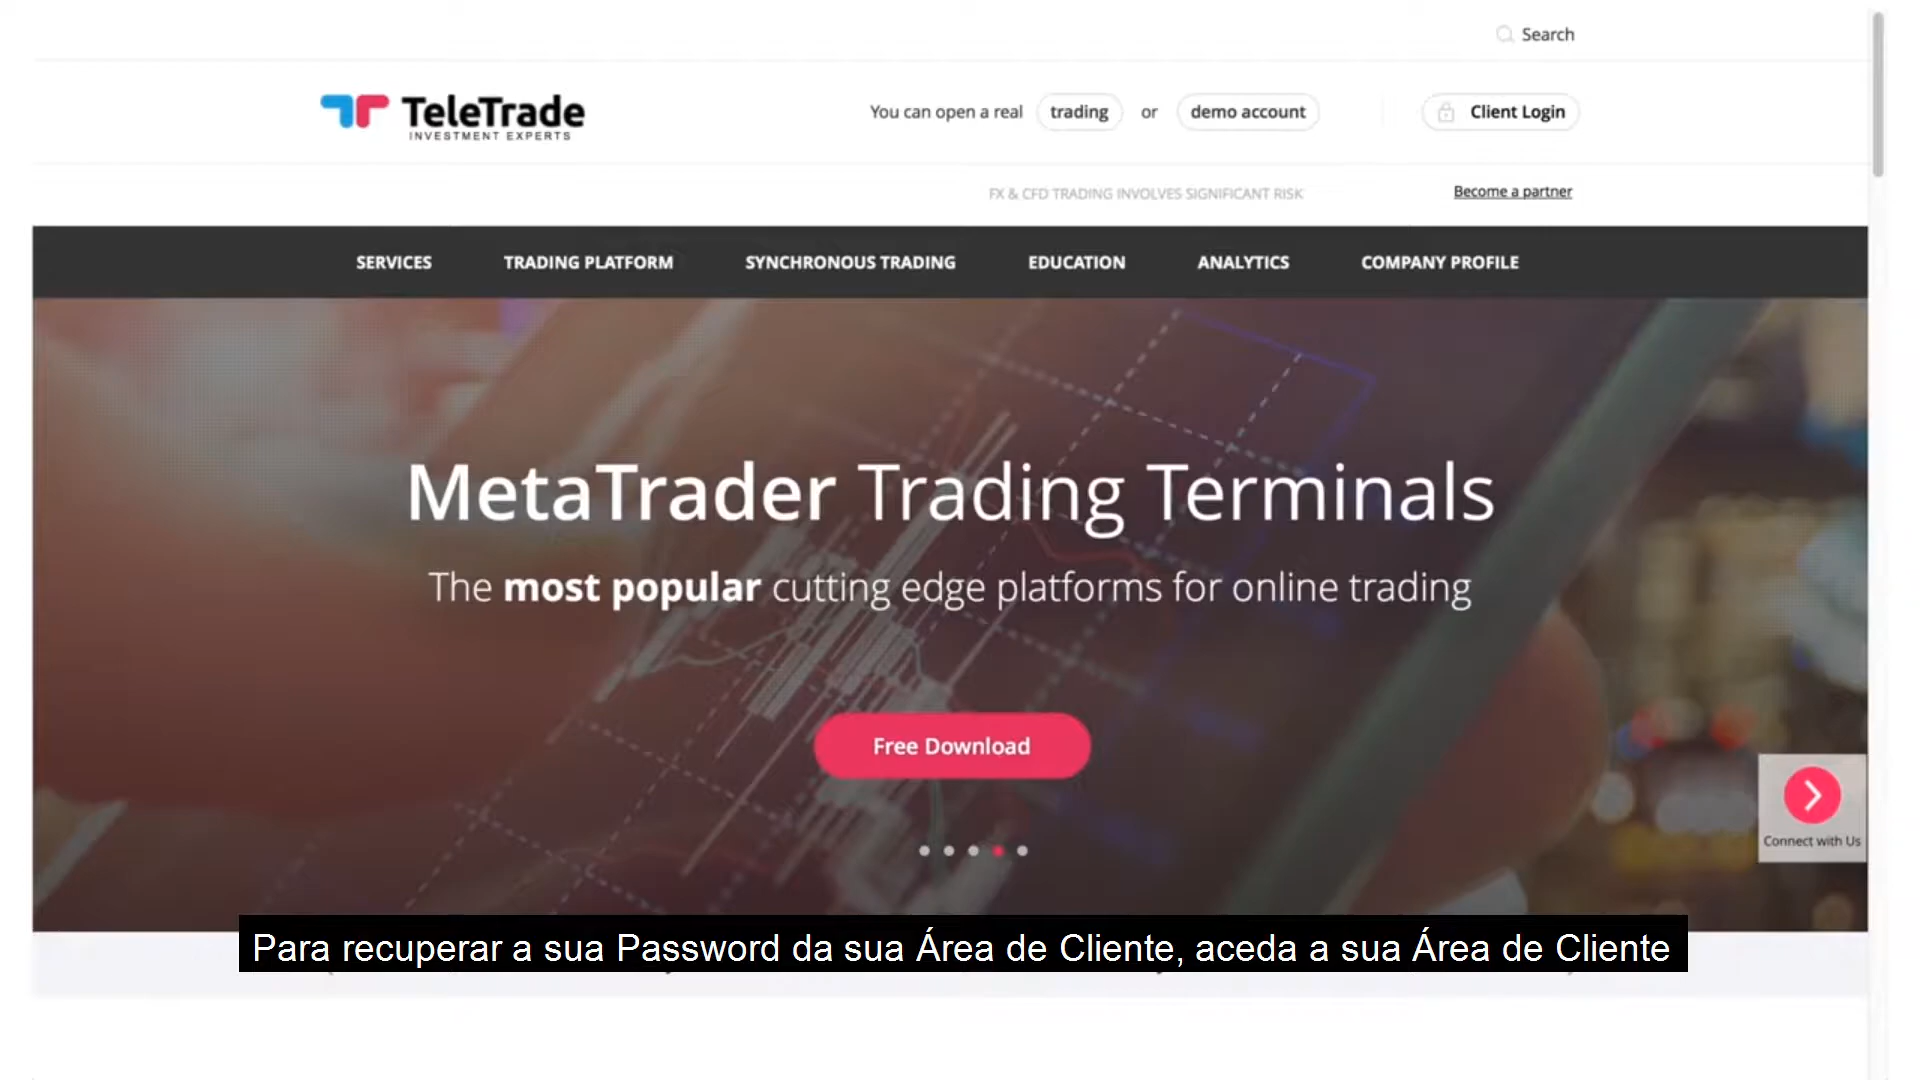 Search
TeleTrade
INVESTMENT EXPERTS
You can open a real trading or demo account
Client Login
FX & CFD TRADING INVOLVES SIGNIFICANT RISK
Become a partner
SERVICES TRADING PLATFORM SYNCHRONOUS TRADING EDUCATION ANALYTICS COMPANY PROFILE
MetaTrader Trading Terminals
The most popular cutting edge platforms for online trading
Free Download
Connect with Us
Para recuperar a sua Password da sua Área de Cliente, aceda a sua Área de Cliente